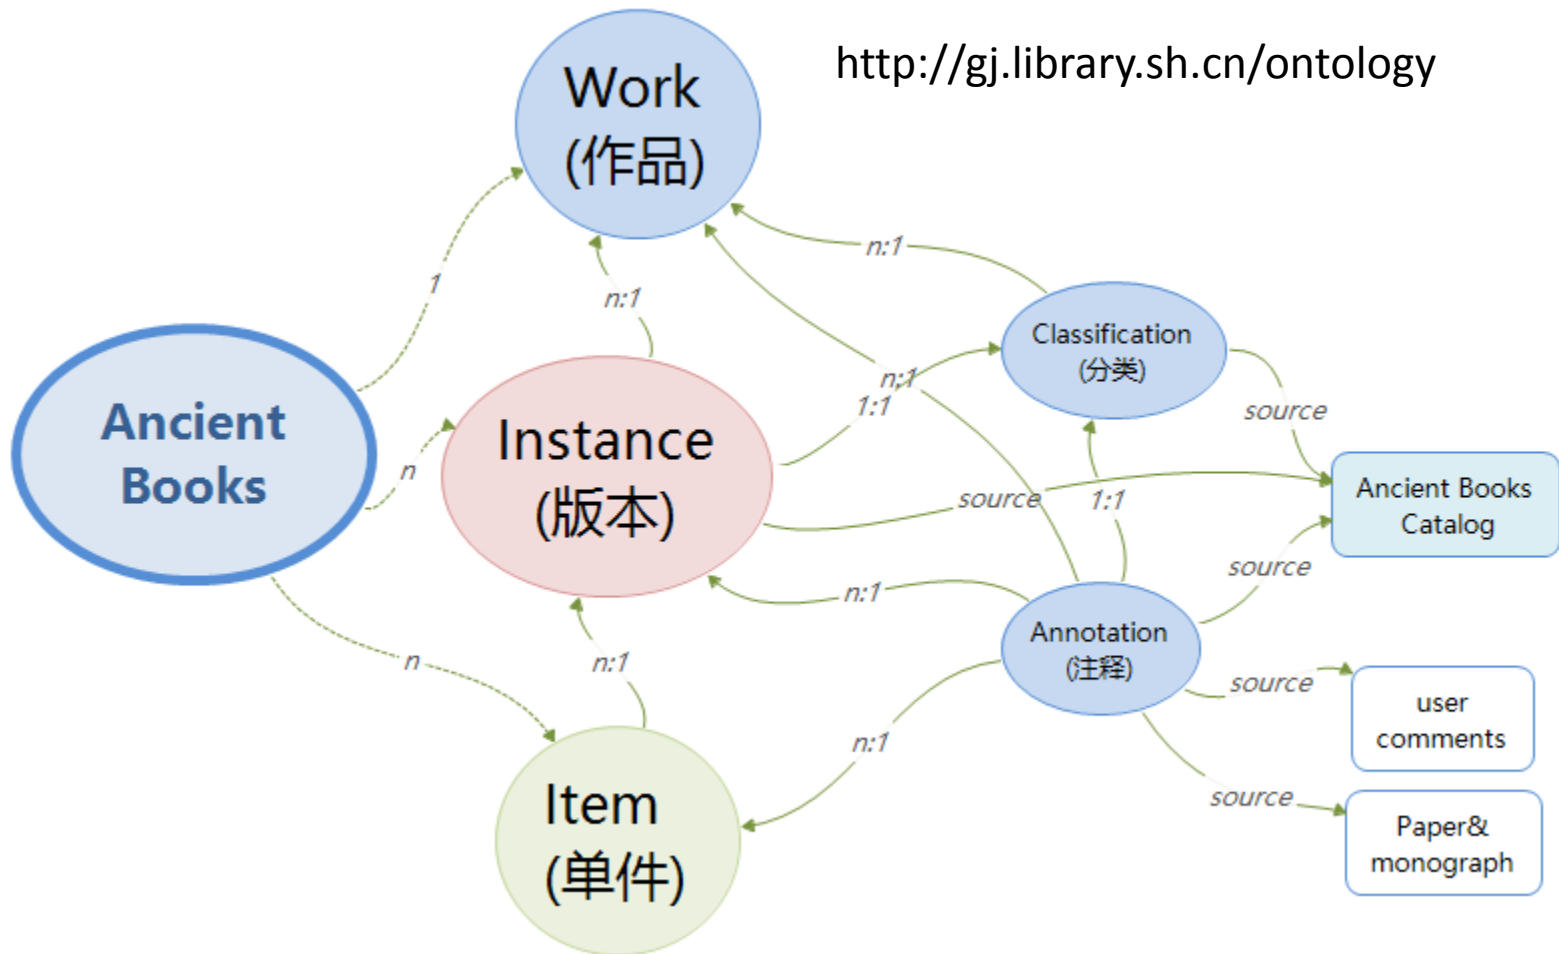 http://gj.library.sh.cn/ontology
Work
(作品)
1
n:1
n:1
Classification
(分类)
n:1
1:1
source
Ancient
Books
n
Instance
(版本)
source
1:1
Ancient Books
Catalog
source
n:1
Annotation
(注释)
n
n:1
source
user
comments
n:1
source
Item
(单件)
Paper&
monograph